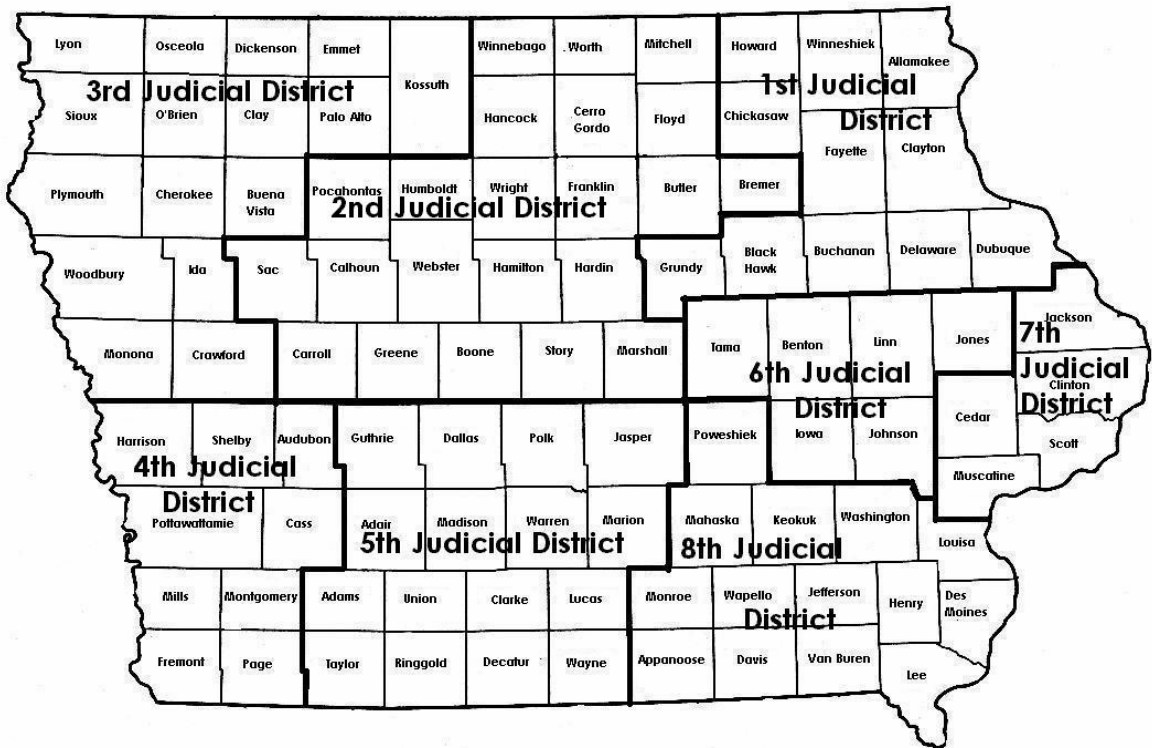 Lyon
Osceola
Dickenson
Emmet
Kossuth
Winnebago
Worth
Mitchell
Howard
Winneshiek
Allamakee
3rd Judicial District
1st Judicial
District
Sioux
O'Brien
Clay
Palo Alto
Hancock
Cerro
Gordo
Floyd
Chickasaw
Fayette
Clayton
Plymouth
Cherokee
Buena
Vista
Pocahontas
Humboldt
Wright
Franklin
Butler
Bremer
2nd Judicial District
Woodbury
Ida
Sac
Calhoun
Webster
Hamilton
Hardin
Grundy
Black
Hawk
Buchanan
Delaware
Dubuque
Jackson
7th
Judicial
District
Monona
Crawford
Carroll
Greene
Boone
Story
Marshall
Tama
Benton
Linn
Jones
6th Judicial
District
Clinton
Cedar
Scott
Harrison
Shelby
Audubon
Guthrie
Dallas
Polk
Jasper
Poweshiek
Iowa
Johnson
Muscatine
4th Judicial
District
Pottawattamie
Cass
Adair
Madison
Warren
Marion
Mahaska
Keokuk
Washington
Louisa
5th Judicial District
8th Judicial
District
Mills
Montgomery
Adams
Union
Clarke
Lucas
Monroe
Wapello
Jefferson
Henry
Des
Moines
Fremont
Page
Taylor
Ringgold
Decatur
Wayne
Appanoose
Davis
Van Buren
Lee